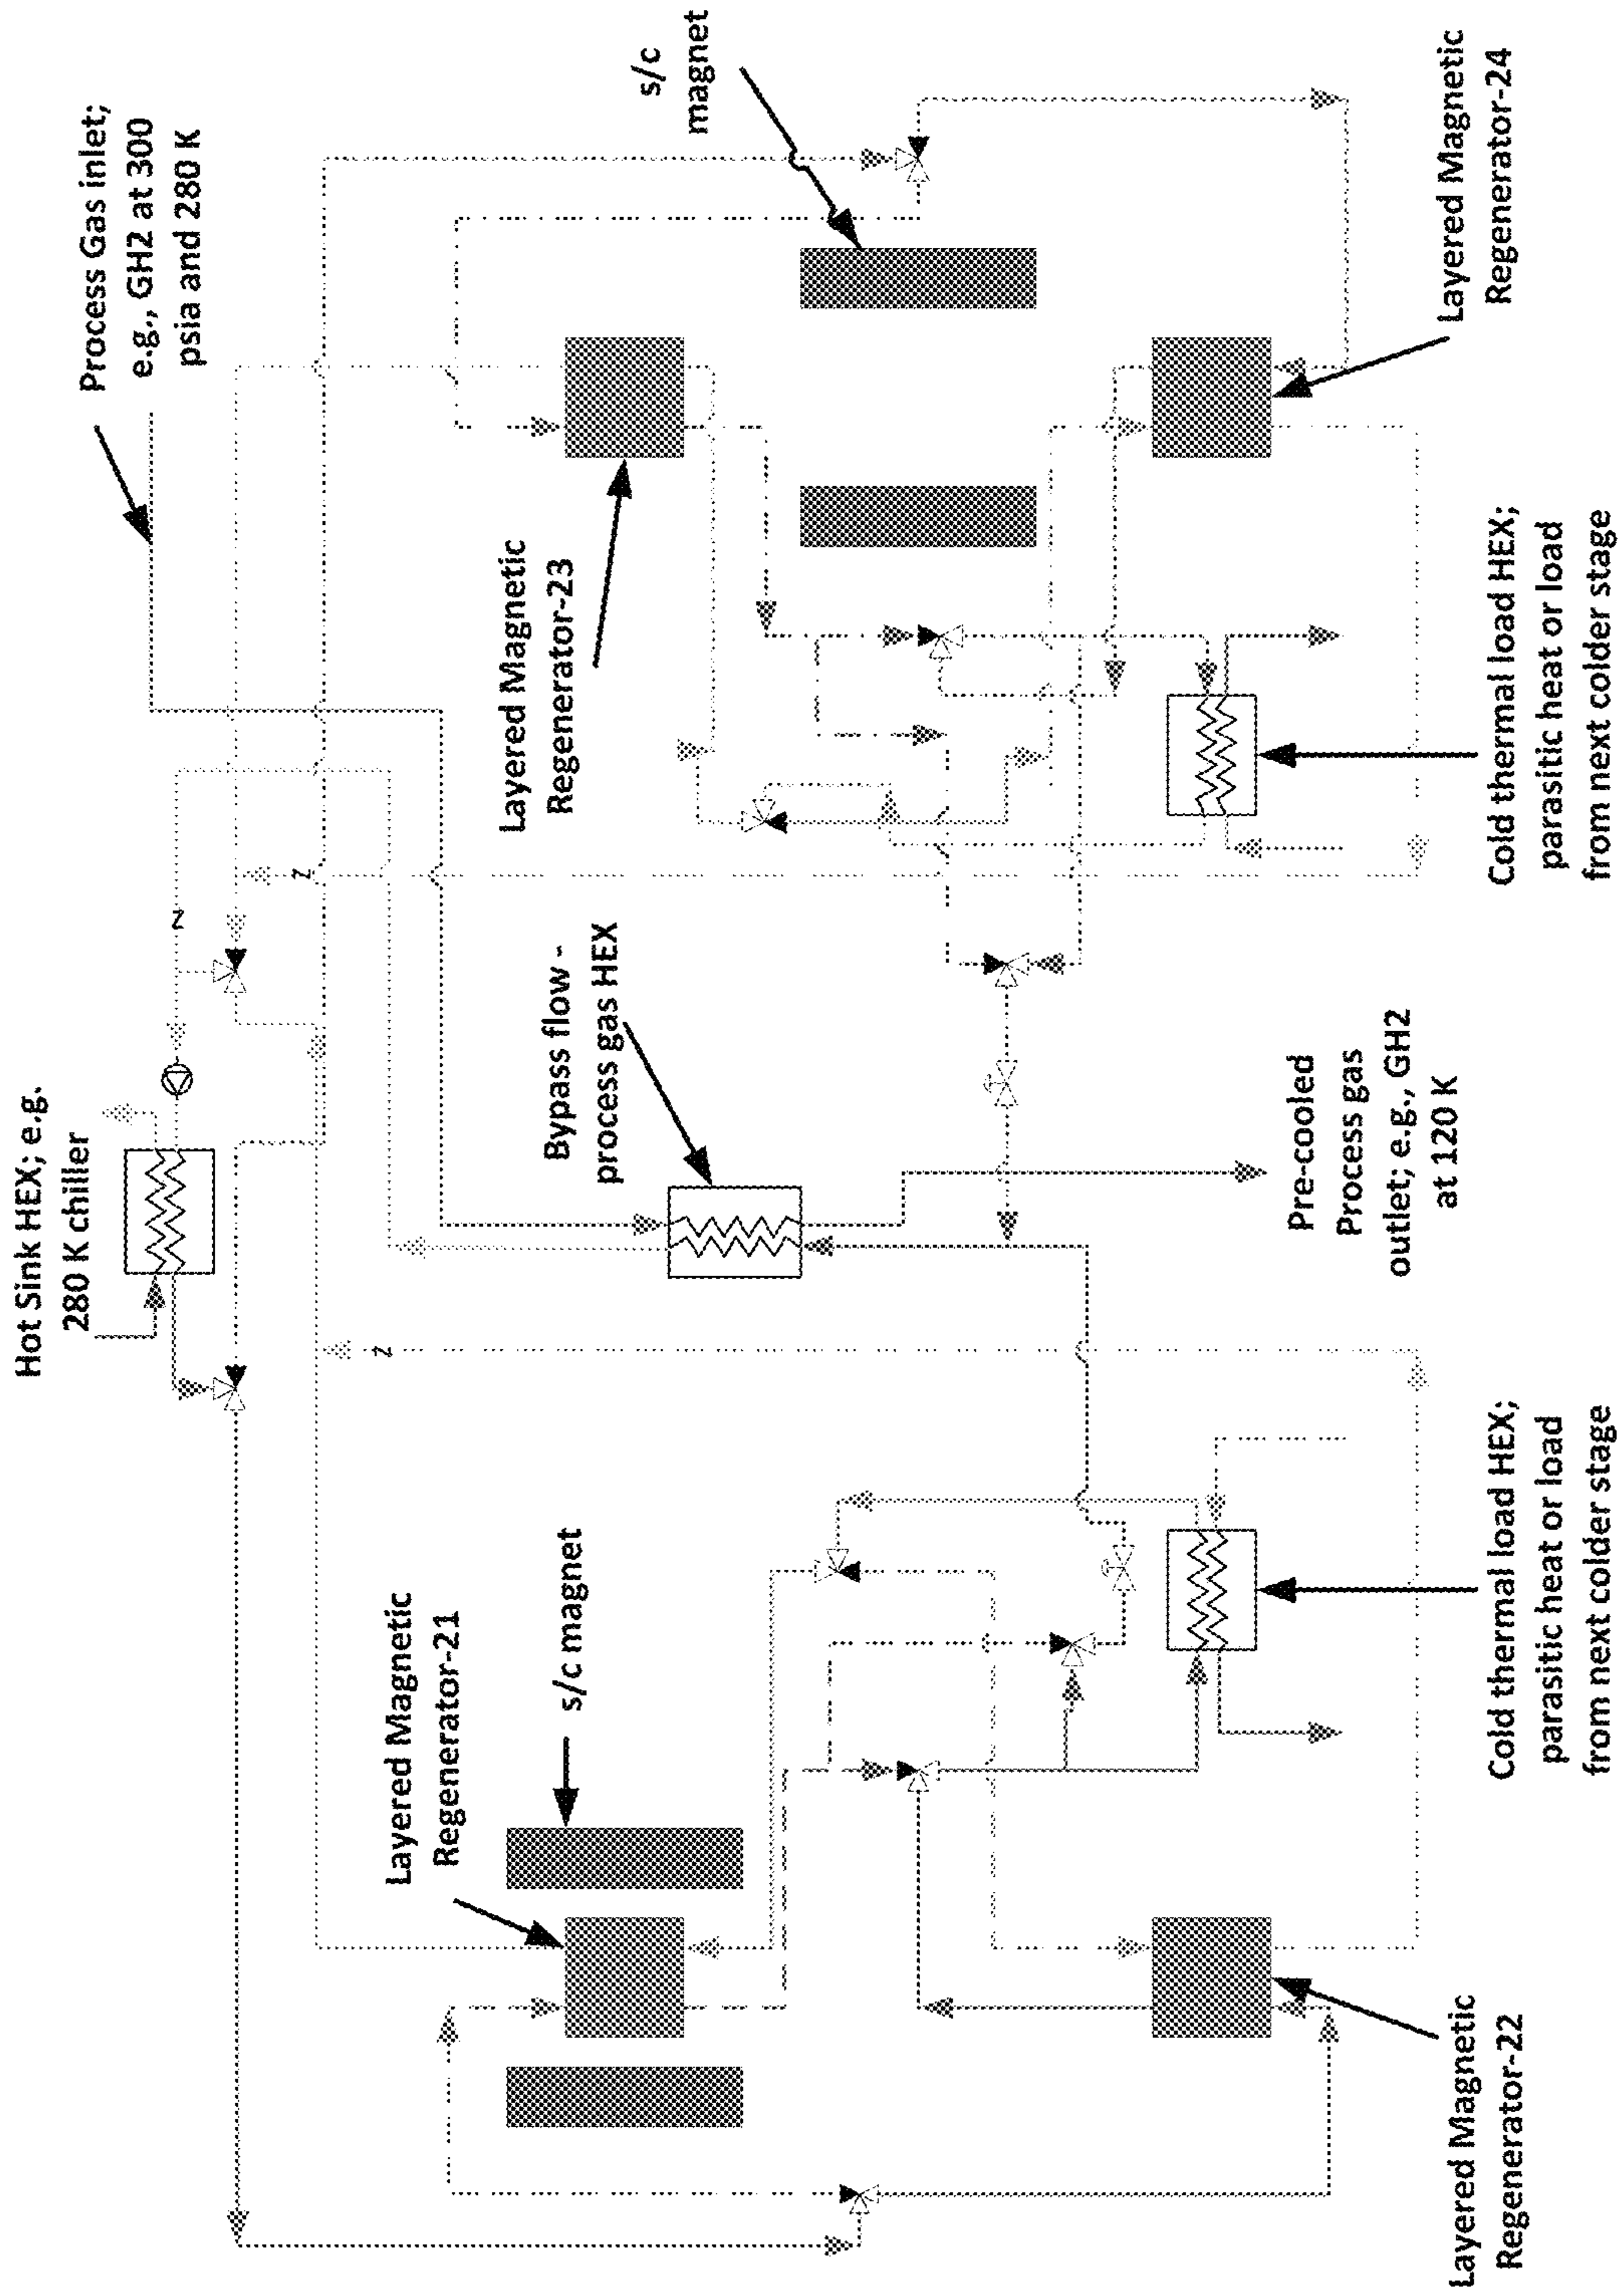 Hot Sink HEX; e.g.
280 K chiller
Process Gas inlet;
e.g., GH2 at 300
psia and 280 K
s/c
magnet
Layered Magnetic
Regenerator-21
s/c magnet
Bypass flow -
process gas HEX
Layered Magnetic
Regenerator-23
Layered Magnetic
Regenerator-22
Cold thermal load HEX;
parasitic heat or load
from next colder stage
Pre-cooled
Process gas
outlet; e.g., GH2
at 120 K
Cold thermal load HEX;
parasitic heat or load
from next colder stage
Layered Magnetic
Regenerator-24